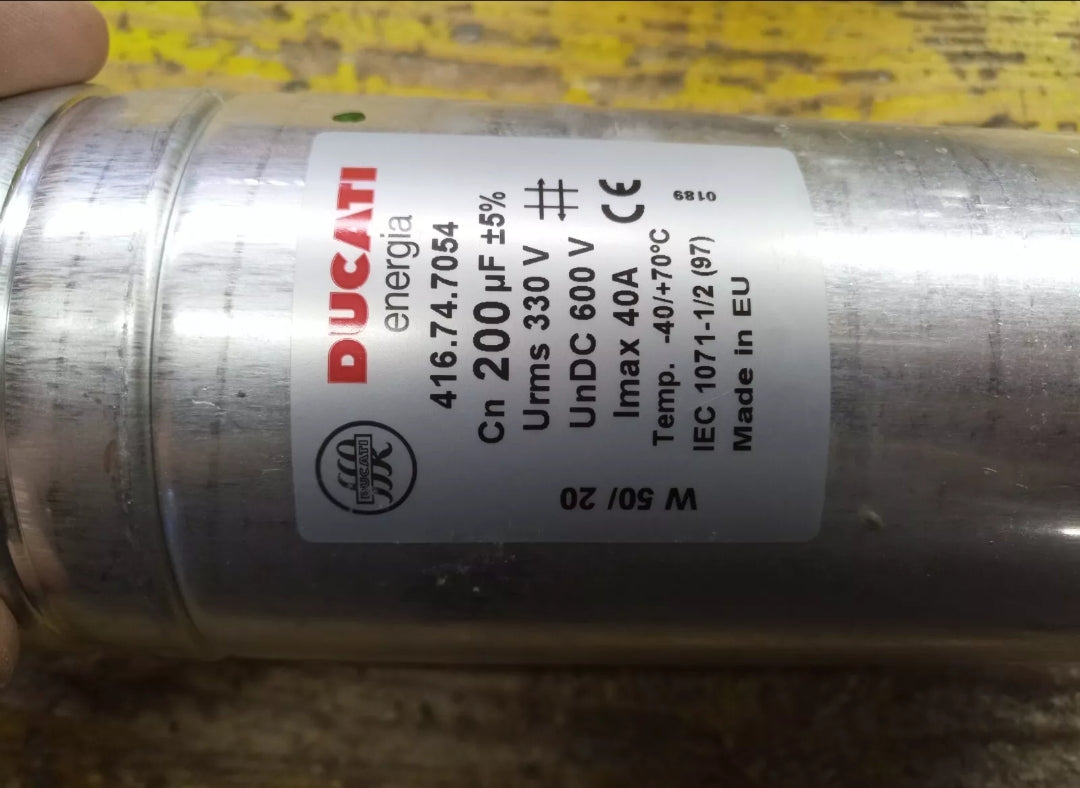 DUCATI
energia
DUCATI
416.74.7054
Cn 200 µF ±5%
Urms 330 V
UnDC 600 V
Imax 40A
Temp. -40/+70°C
IEC 1071-1/2 (97)
Made in EU
CE
0189
W 50/ 20